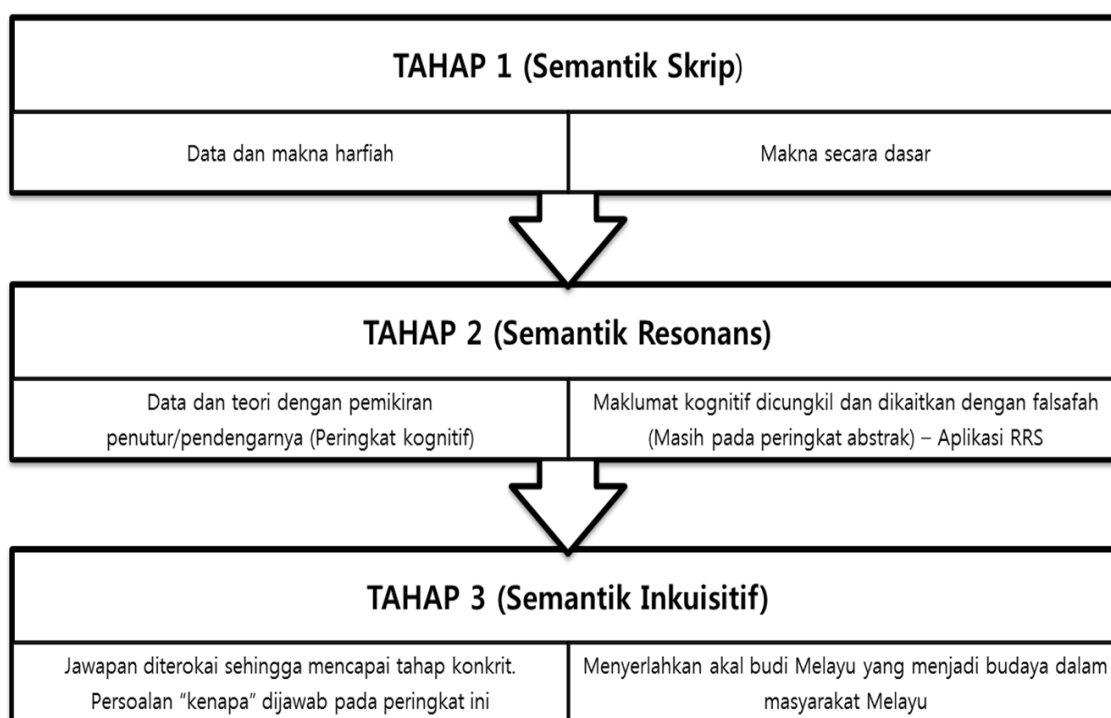 TAHAP 1 (Semantik Skrip)
Data dan makna harfiah
Makna secara dasar
TAHAP 2 (Semantik Resonans)
Data dan teori dengan pemikiran
penutur/pendengarnya (Peringkat kognitif)
Maklumat kognitif dicungkil dan dikaitkan dengan falsafah
(Masih pada peringkat abstrak) – Aplikasi RRS
TAHAP 3 (Semantik Inkuisitif)
Jawapan diterokai sehingga mencapai tahap konkrit.
Persoalan “kenapa” dijawab pada peringkat ini
Menyerlahkan akal budi Melayu yang menjadi budaya dalam
masyarakat Melayu